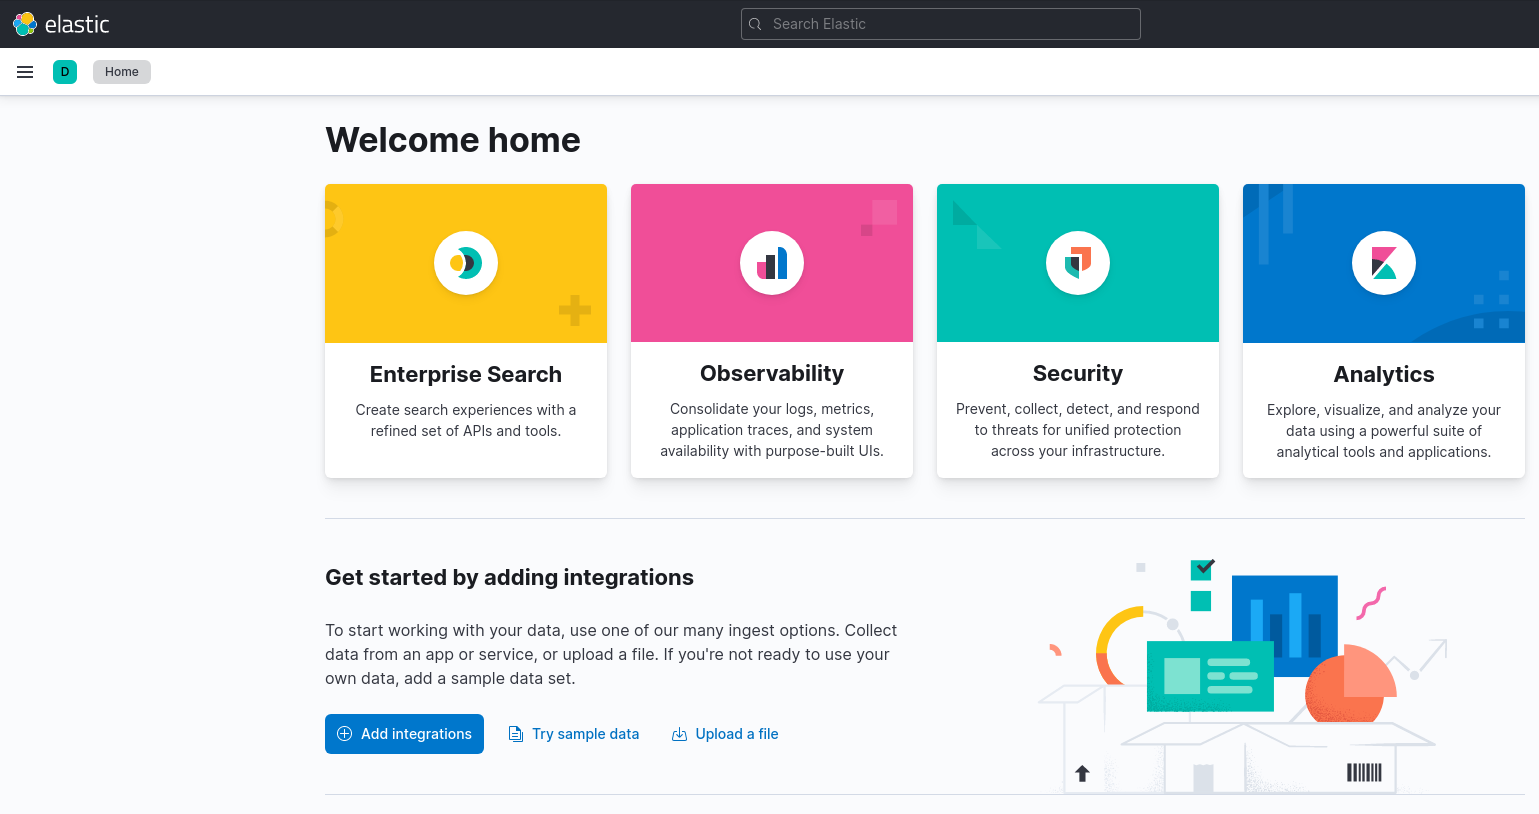 elastic
Search Elastic
D
Home
Welcome home
Enterprise Search
Create search experiences with a
refined set of APIs and tools.
Observability
Consolidate your logs, metrics,
application traces, and system
availability with purpose-built UIs.
Security
Prevent, collect, detect, and respond
to threats for unified protection
across your infrastructure.
Analytics
Explore, visualize, and analyze your
data using a powerful suite of
analytical tools and applications.
Get started by adding integrations
To start working with your data, use one of our many ingest options. Collect
data from an app or service, or upload a file. If you're not ready to use your
own data, add a sample data set.
Add integrations
Try sample data
Upload a file